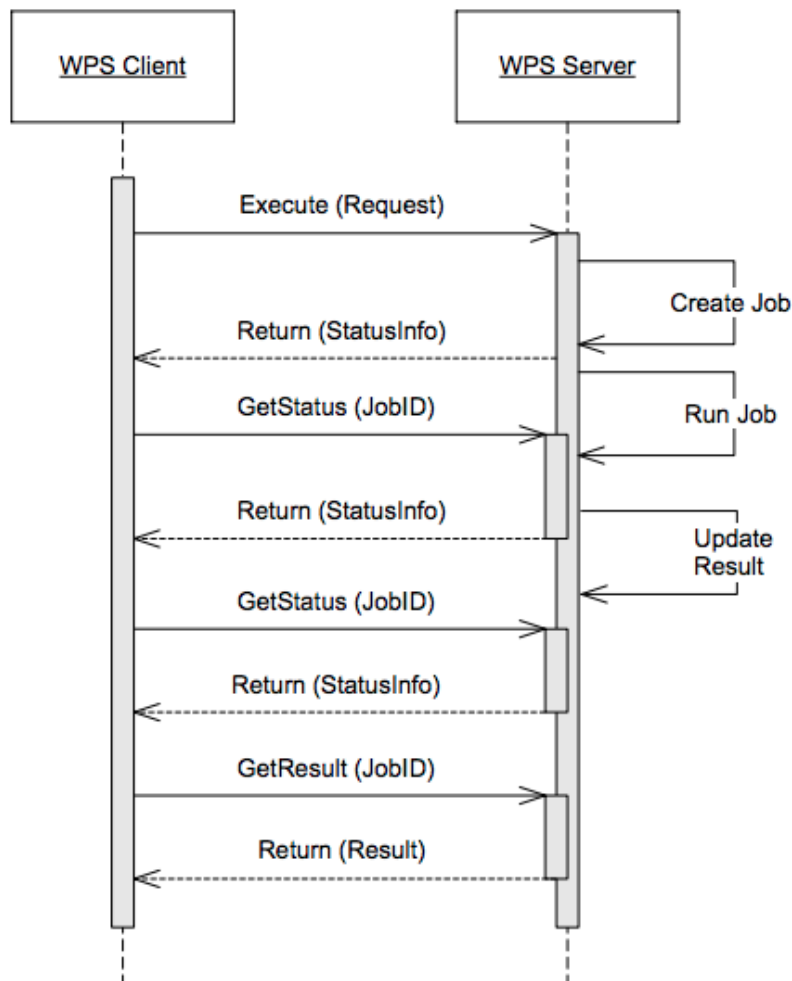 WPS Client
WPS Server
Execute (Request)
Create Job
Return (StatusInfo)
GetStatus (JobID)
Run Job
Return (StatusInfo)
Update
Result
GetStatus (JobID)
Return (StatusInfo)
GetResult (JobID)
Return (Result)